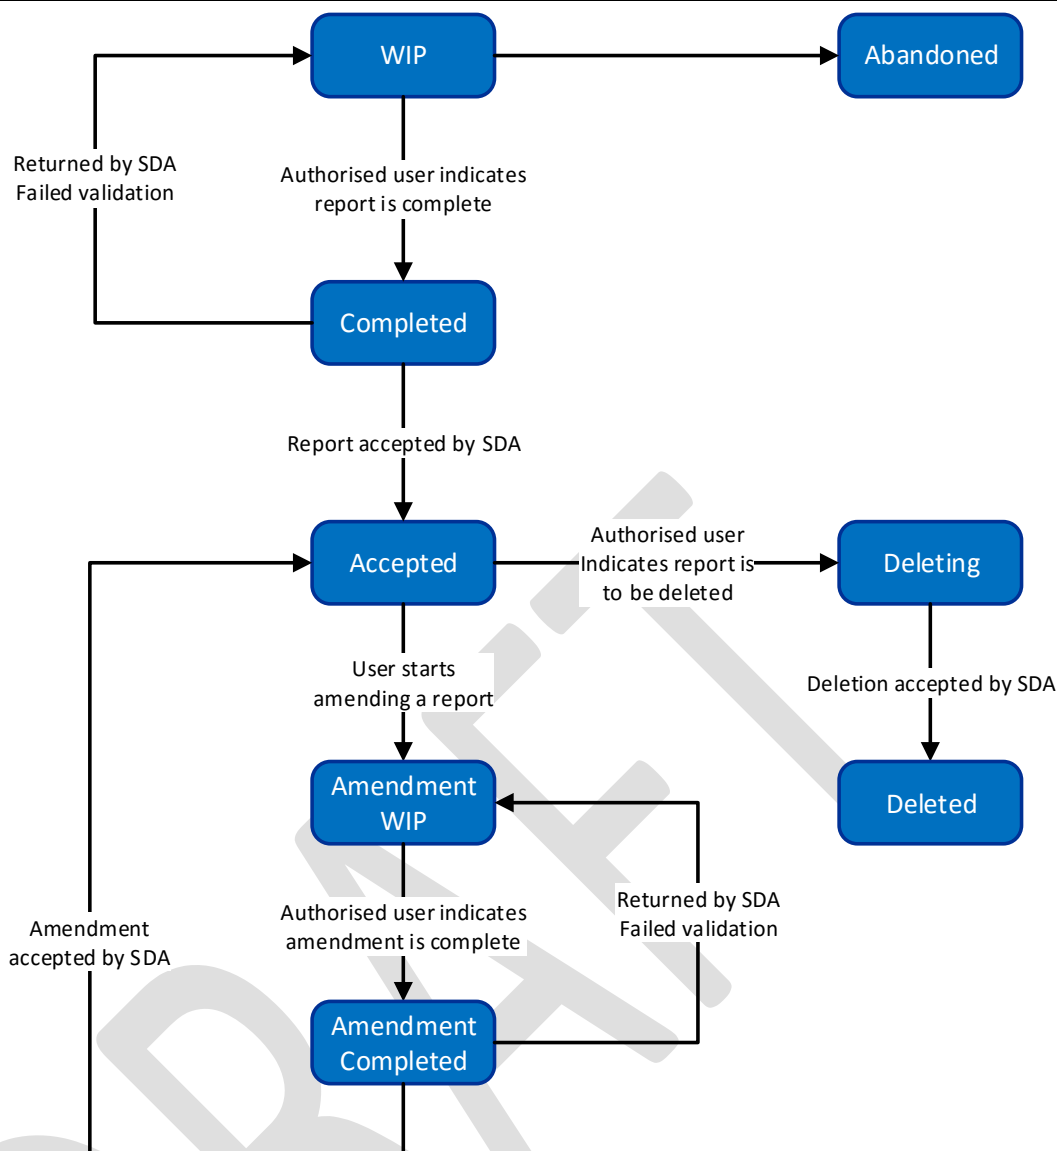 WIP
Abandoned
Returned by SDA
Failed validation
Authorised user indicates
report is complete
Completed
Report accepted by SDA
Accepted
Authorised user
Indicates report is
to be deleted
Deleting
User starts
amending a report
Deletion accepted by SDA
Amendment
WIP
Deleted
Returned by SDA
Failed validation
Authorised user indicates
amendment is complete
Amendment
accepted by SDA
Amendment
Completed
DRAFT